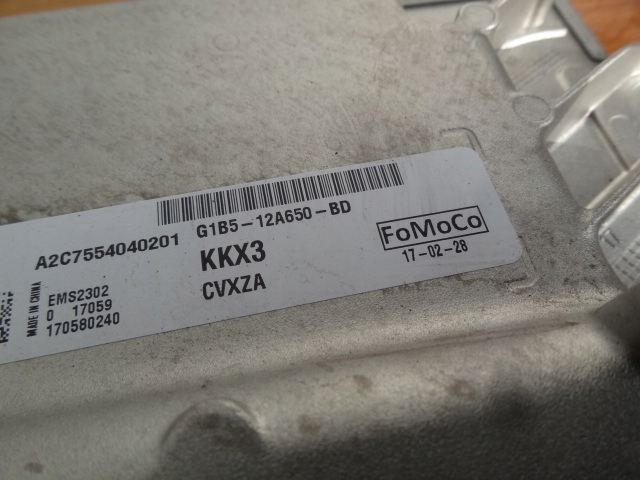 G1B5-12A650-BD
A2C7554040201
KKX3
CVXZA
FoMoCo
17-02-28
MADE IN CHINA
EMS2302
0 17059
170580240